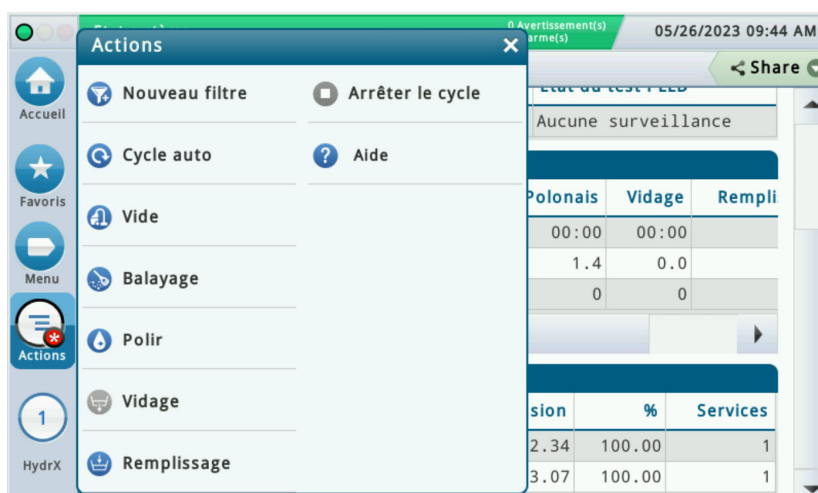 0 Avertissement(s)
arme(s)
05/26/2023 09:44 AM
Actions
Share
Accueil
Favoris
Menu
Actions
1
HydrX
Nouveau filtre
Cycle auto
Vide
Balayage
Polir
Vidage
Remplissage
Arrêter le cycle
Aide
Aucune surveillance
Polonais Vidage Rempli
00:00 00:00
1.4 0.0
0 0
sion % Services
2.34 100.00 1
3.07 100.00 1